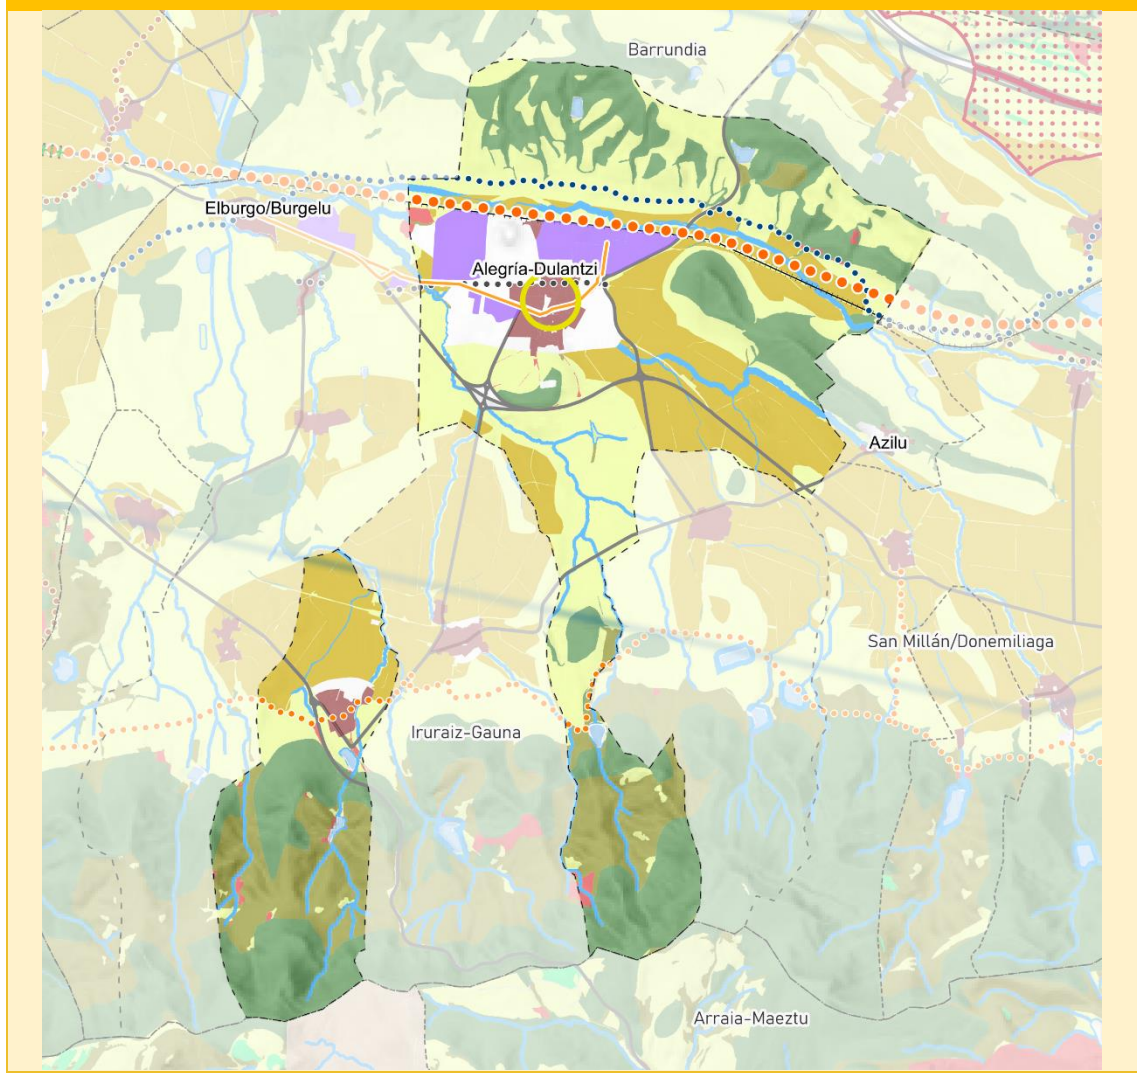 Barrundia
Elburgo/Burgelu
Alegría-Dulantzi
Azilu
San Millán/Donemiliaga
Iruraiz-Gauna
Arraia-Maeztu